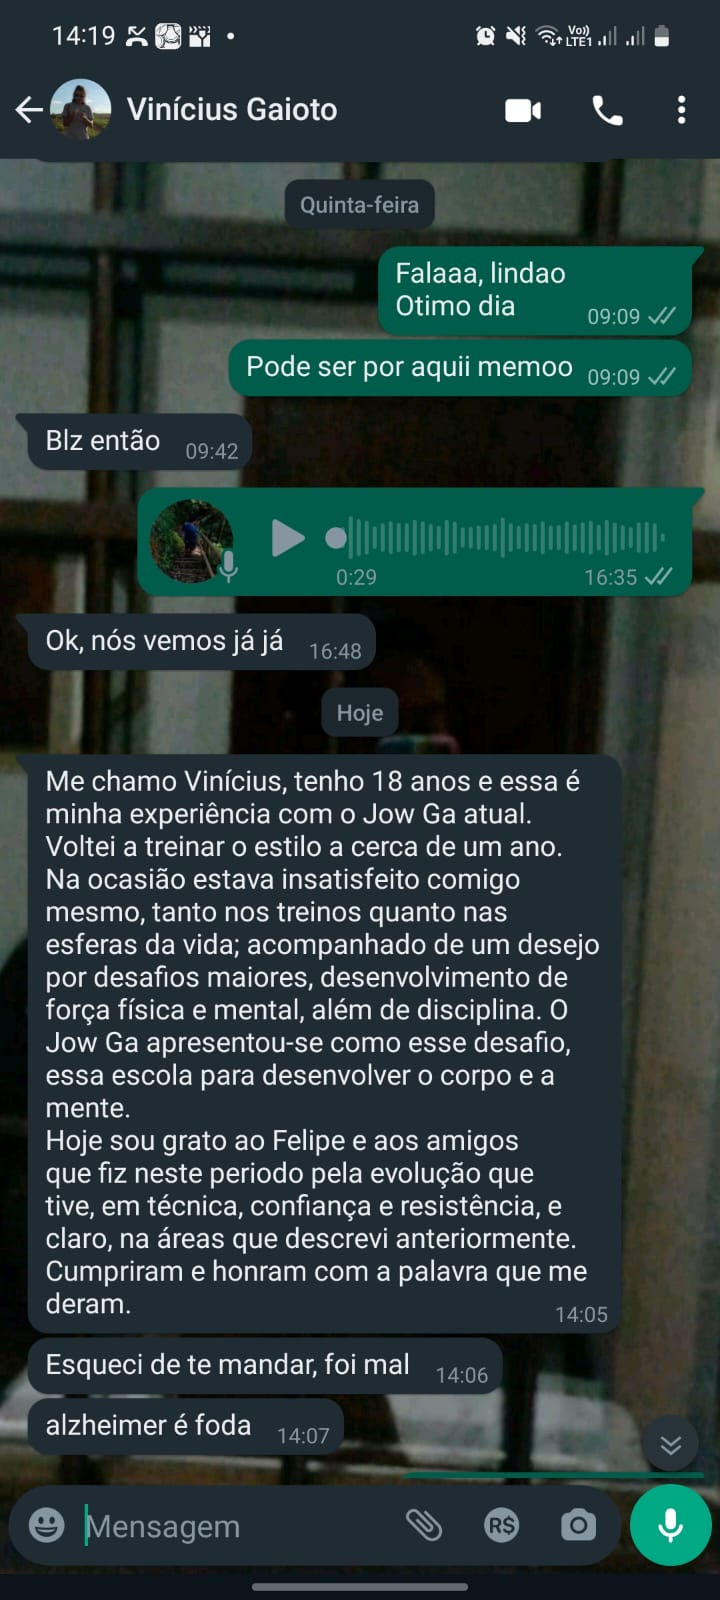 14:19
Vo))
LTE1
Vinícius Gaioto
Quinta-feira
Falaaa, lindao
Otimo dia
09:09
Pode ser por aquii memoo
09:09
Blz então
09:42
0:29
16:35
Ok, nós vemos já já
16:48
Hoje
Me chamo Vinícius, tenho 18 anos e essa é
minha experiência com o Jow Ga atual.
Voltei a treinar o estilo a cerca de um ano.
Na ocasião estava insatisfeito comigo
mesmo, tanto nos treinos quanto nas
esferas da vida; acompanhado de um desejo
por desafios maiores, desenvolvimento de
força física e mental, além de disciplina. O
Jow Ga apresentou-se como esse desafio,
essa escola para desenvolver o corpo e a
mente.
Hoje sou grato ao Felipe e aos amigos
que fiz neste periodo pela evolução que
tive, em técnica, confiança e resistência, e
claro, na áreas que descrevi anteriormente.
Cumpriram e honram com a palavra que me
deram.
14:05
Esqueci de te mandar, foi mal
14:06
alzheimer é foda
14:07
Mensagem
R$